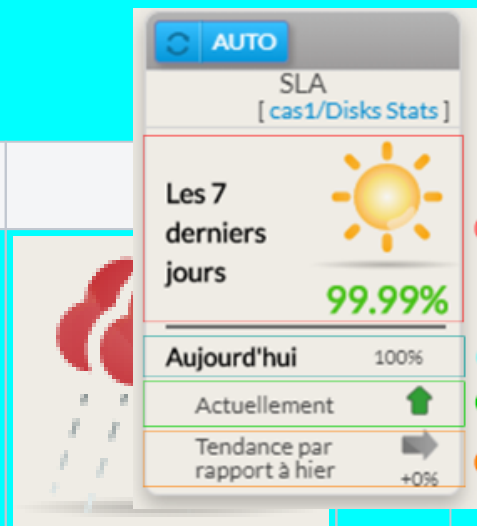 AUTO
SLA
[ cas1/Disks Stats ]
Les 7
derniers
jours
99.99%
Aujourd'hui 100%
Actuellement
Tendance par
rapport à hier
+0%